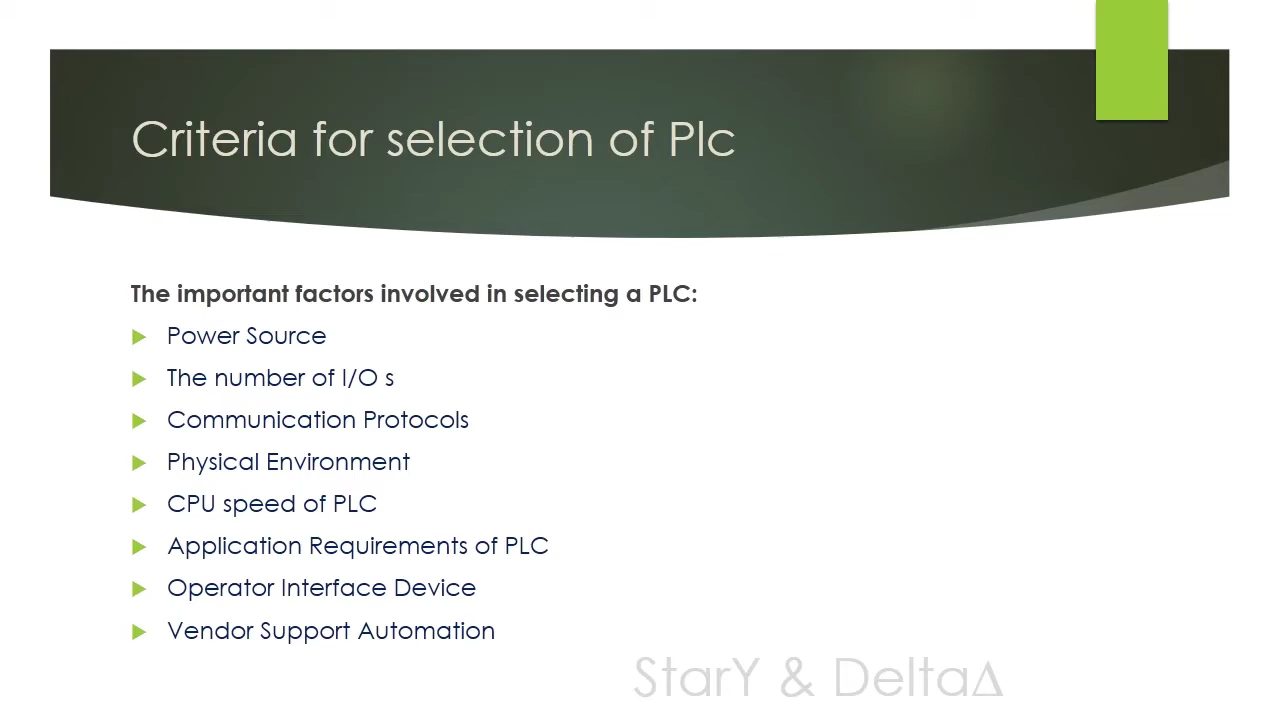 Criteria for selection of Plc
The important factors involved in selecting a PLC:
Power Source
The number of I/O s
Communication Protocols
Physical Environment
CPU speed of PLC
Application Requirements of PLC
Operator Interface Device
Vendor Support Automation
StarY & DeltaΔ